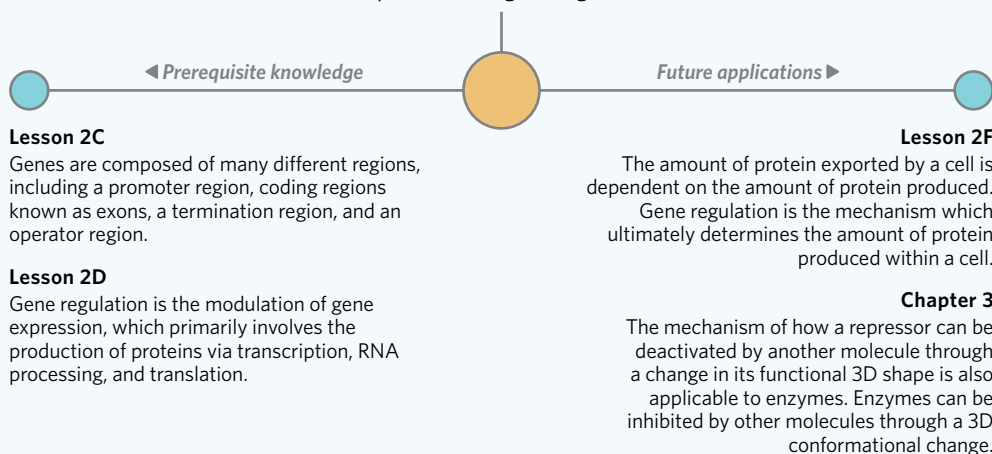 ◀ Prerequisite knowledge
Future applications ▶
Lesson 2C
Genes are composed of many different regions,
including a promoter region, coding regions
known as exons, a termination region, and an
operator region.
Lesson 2D
Gene regulation is the modulation of gene
expression, which primarily involves the
production of proteins via transcription, RNA
processing, and translation.
Lesson 2F
The amount of protein exported by a cell is
dependent on the amount of protein produced.
Gene regulation is the mechanism which
ultimately determines the amount of protein
produced within a cell.
Chapter 3
The mechanism of how a repressor can be
deactivated by another molecule through
a change in its functional 3D shape is also
applicable to enzymes. Enzymes can be
inhibited by other molecules through a 3D
conformational change.